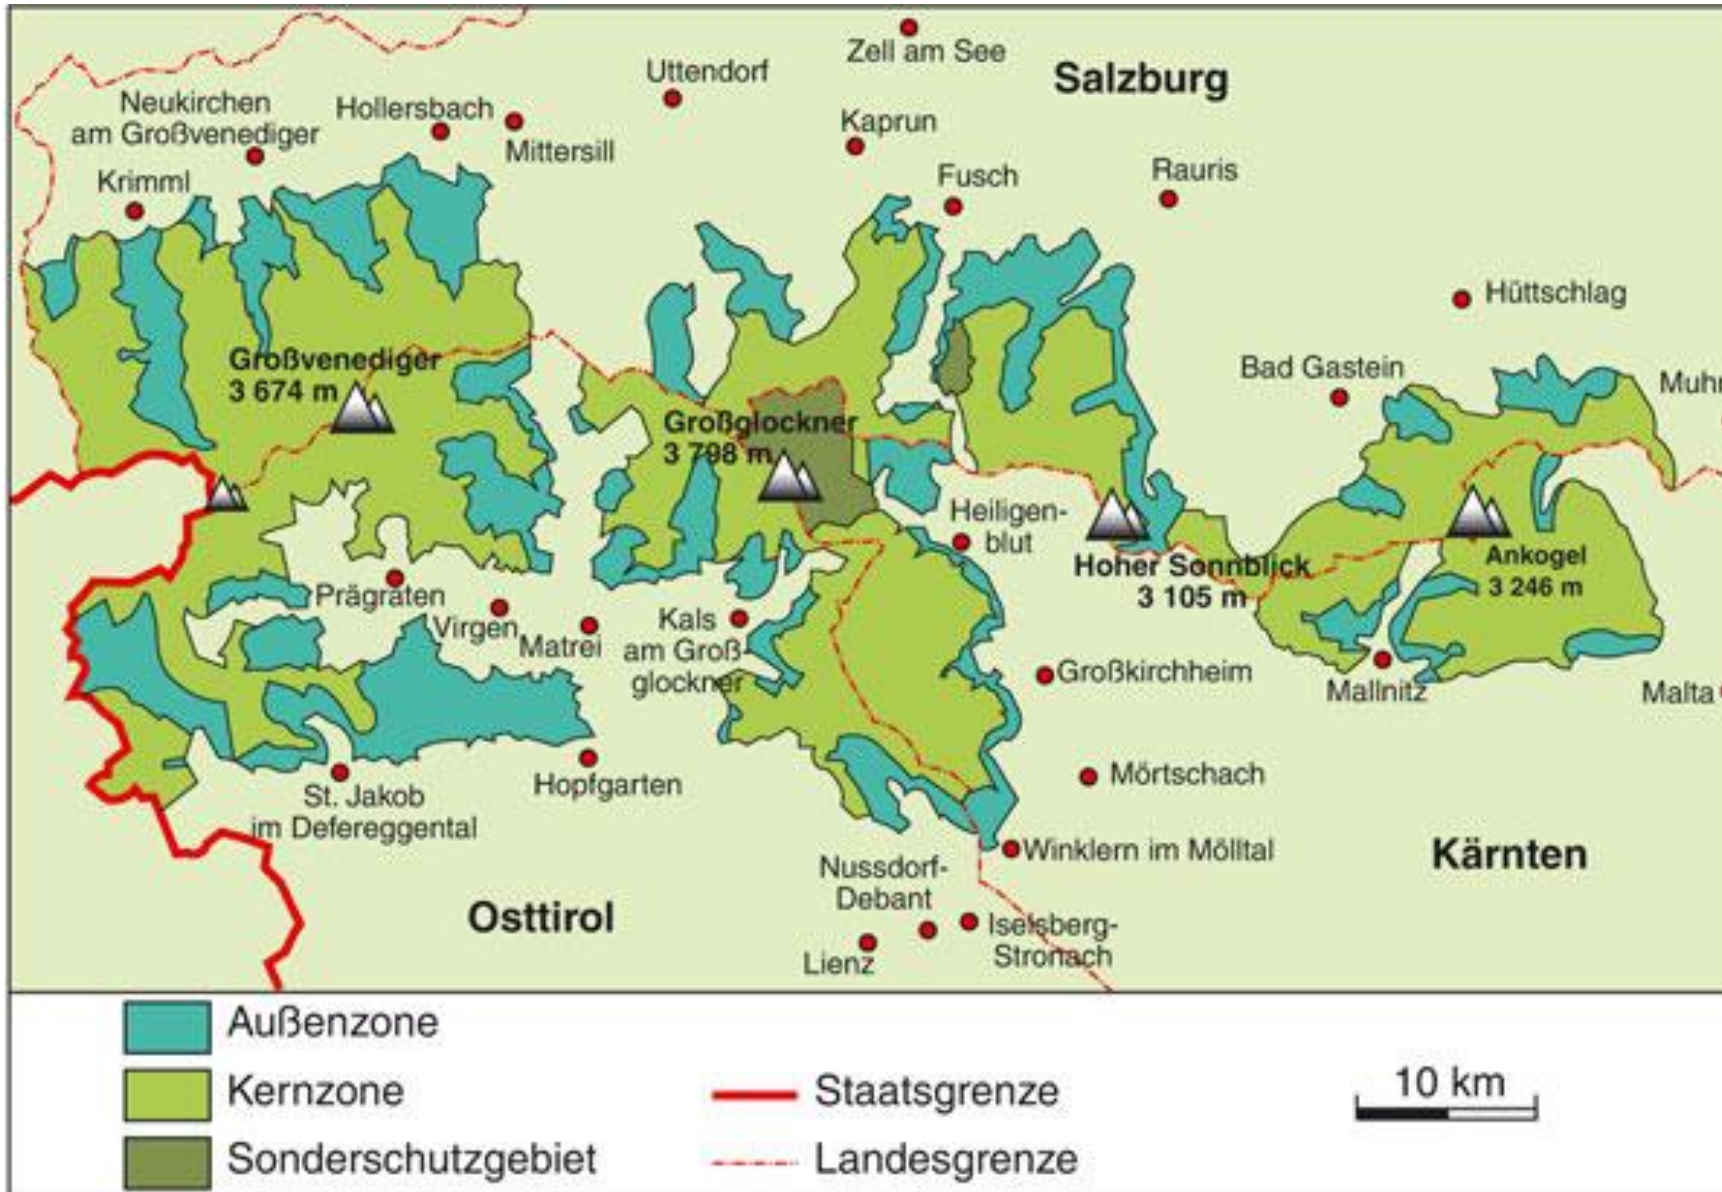 Zell am See
Salzburg
Uttendorf
Neukirchen
am Großvenediger
Hollersbach
Mittersill
Kaprun
Krimml
Fusch
Rauris
Hüttschlag
Großvenediger
3 674 m
Bad Gastein
Großglockner
3 798 m
Heiligen-
blut
Hoher Sonnblick
3 105 m
Ankogel
3 246 m
Prägraten
Virgen
Matrei
Kals
am Groß-
glockner
Großkirchheim
Mallnitz
Malta
Hopfgarten
Mörtschach
St. Jakob
im Defereggental
Winklern im Mölltal
Kärnten
Nussdorf-
Debant
Osttirol
Iselsberg-
Stronach
Lienz
Außenzone
Kernzone
Staatsgrenze
10 km
Sonderschutzgebiet
Landesgrenze